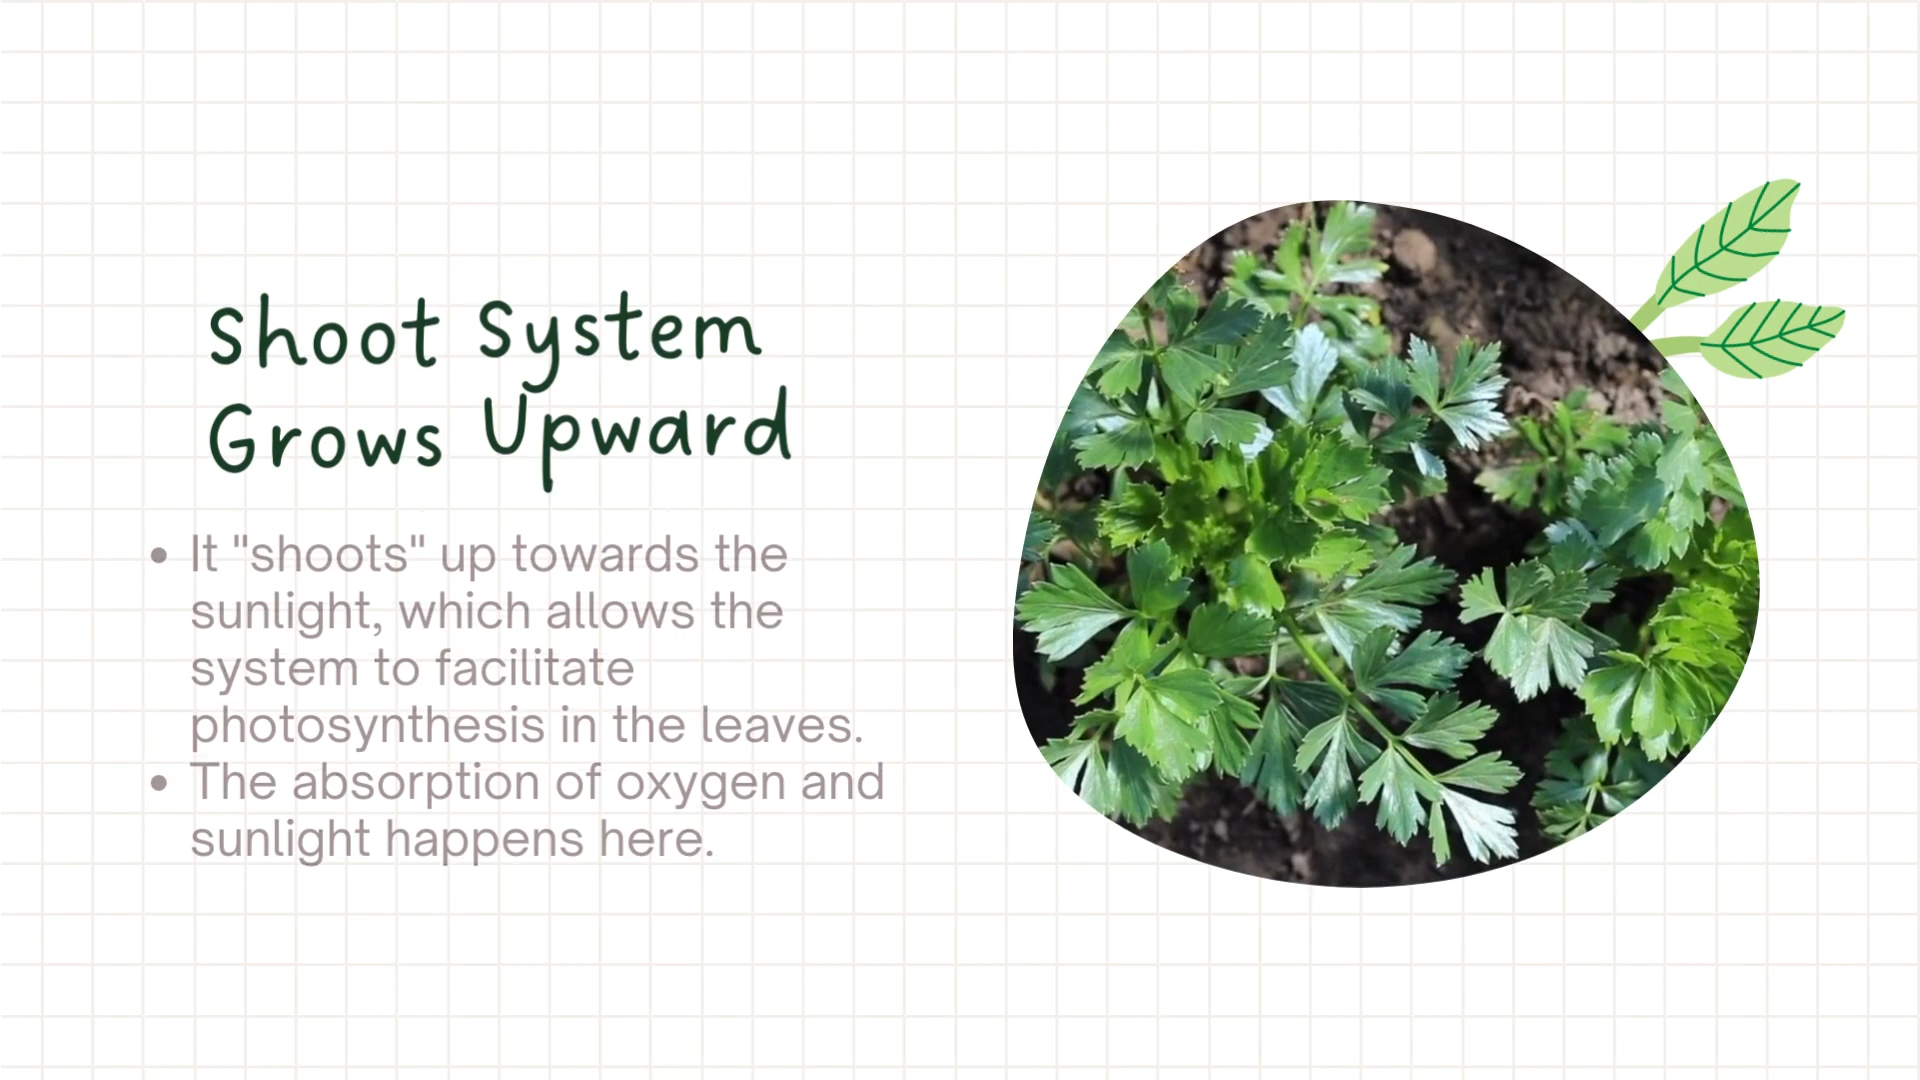 Shoot System
Grows Upward
• It "shoots" up towards the
sunlight, which allows the
system to facilitate
photosynthesis in the leaves.
• The absorption of oxygen and
sunlight happens here.